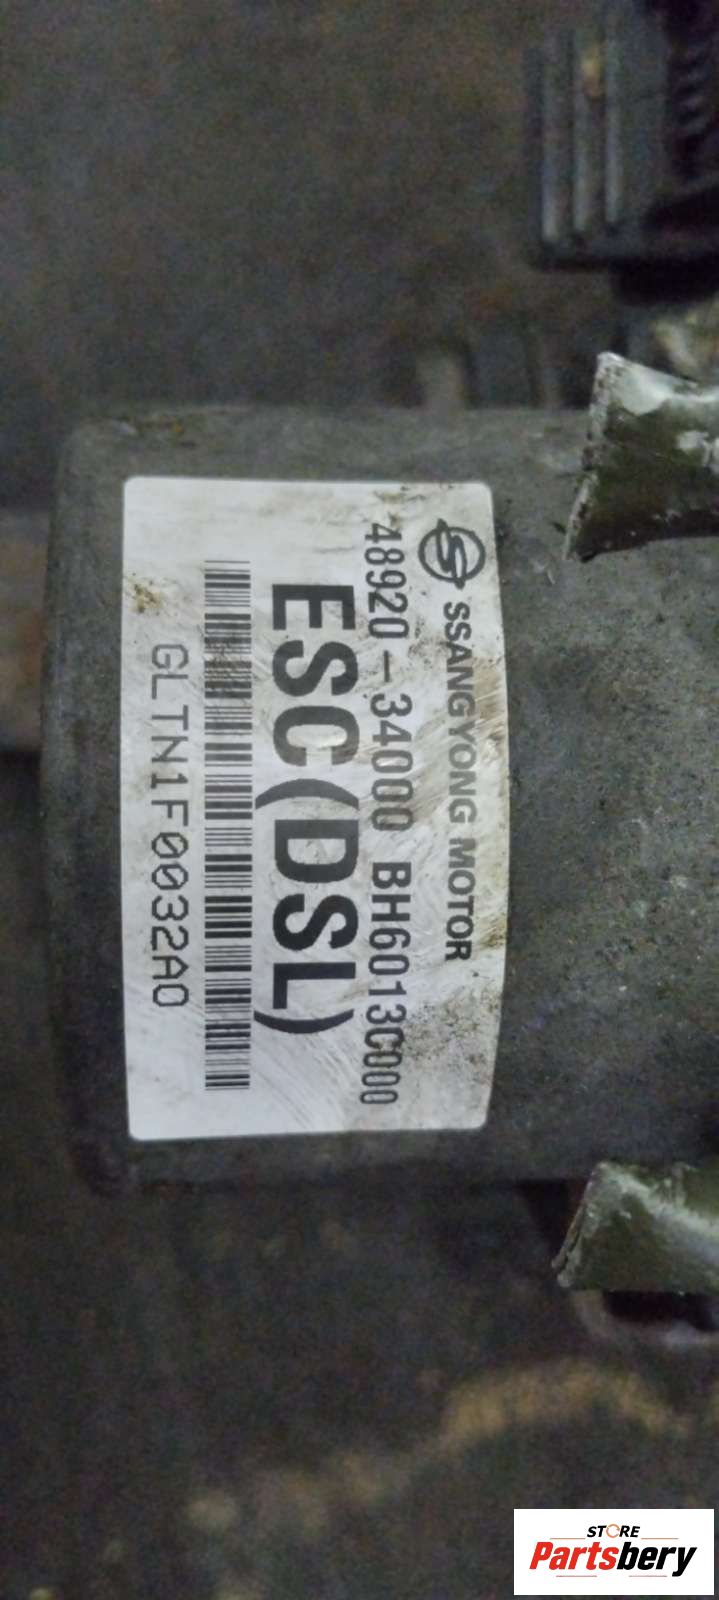 SSANGYONG MOTOR
48920-34000 BH6013C000
ESC(DSL)
GLTN1F0032A0
STORE
Partsbery